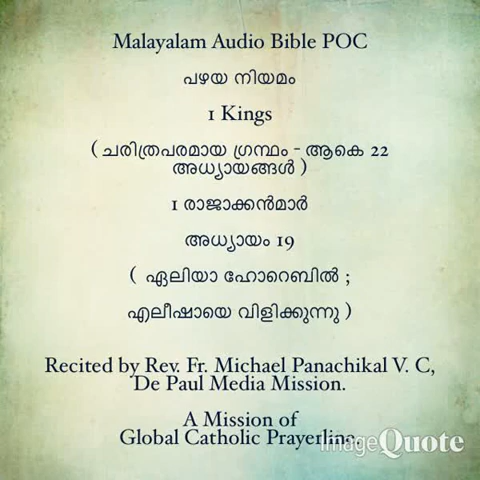 Malayalam Audio Bible POC
പഴയ നിയമം
1 Kings
( ചരിത്രപരമായ ഗ്രന്ഥം - ആകെ 22
അധ്യായങ്ങൾ )
1 രാജാക്കൻമാർ
അധ്യായം 19
( ഏലിയാ ഹോറെബിൽ ;
എലീഷായെ വിളിക്കുന്നു )
Recited by Rev. Fr. Michael Panachikal V. C,
De Paul Media Mission.
A Mission of
Global Catholic Prayerline
ImageQuote